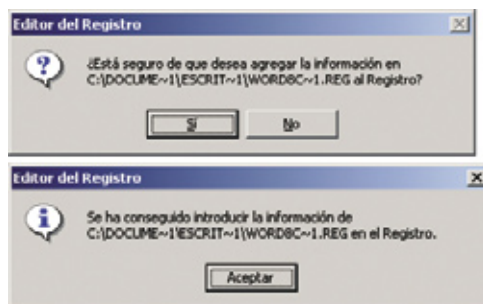 Editor del Registro
¿Está seguro de que desea agregar la información en
C:\DOCUME~1\ESCRIT~1\WORD8C~1.REG al Registro?
Sí
No
Editor del Registro
Se ha conseguido introducir la información de
C:\DOCUME~1\ESCRIT~1\WORD8C~1.REG en el Registro.
Aceptar